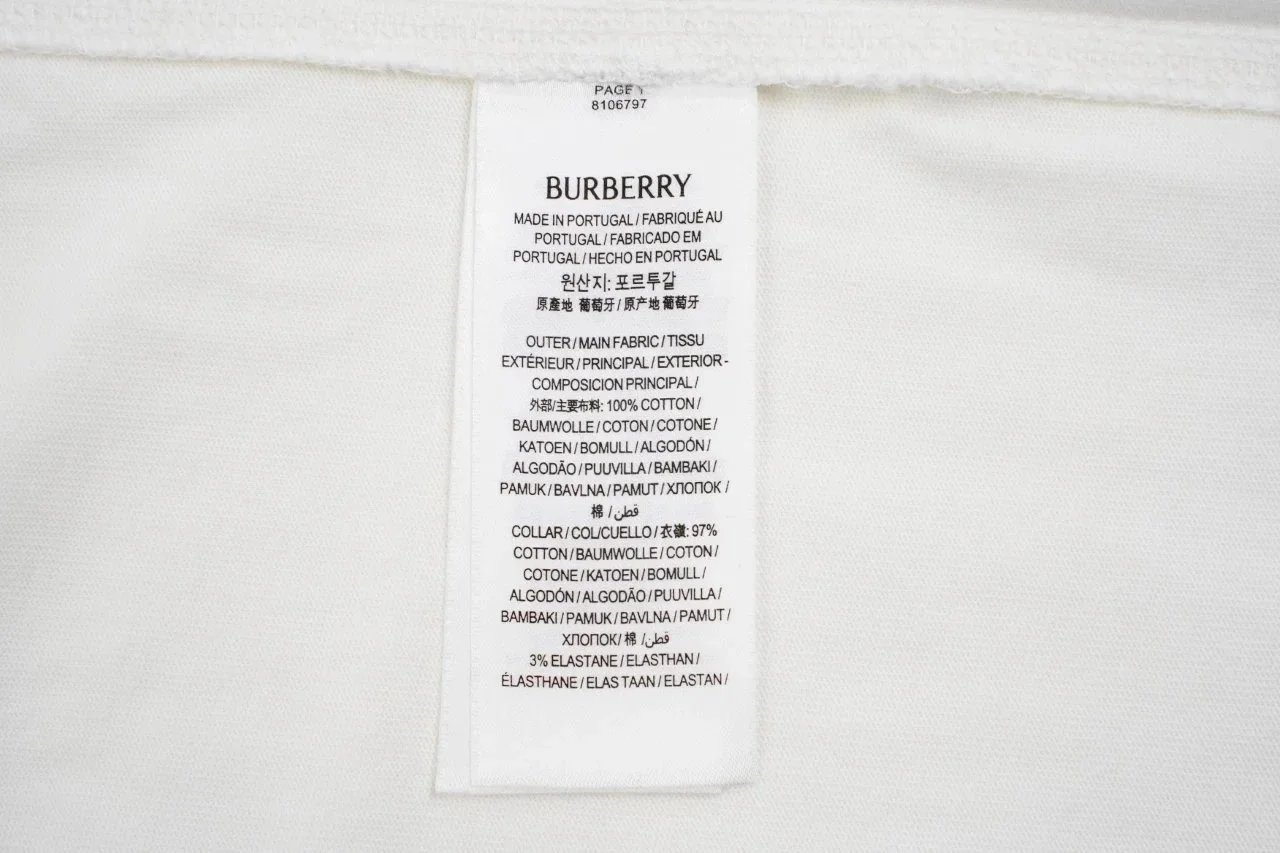 PAGE 1
8106797
BURBERRY
MADE IN PORTUGAL / FABRIQUÉ AU
PORTUGAL / FABRICADO EM
PORTUGAL / HECHO EN PORTUGAL
원산지: 포르투갈
原產地 葡萄牙 / 原产地 葡萄牙
OUTER / MAIN FABRIC / TISSU
EXTÉRIEUR / PRINCIPAL / EXTERIOR -
COMPOSICION PRINCIPAL /
外部/主要布料: 100% COTTON /
BAUMWOLLE / COTON / COTONE /
KATOEN / BOMULL / ALGODÓN /
ALGODÃO / PUUVILLA / BAMBAKI /
PAMUK / BAVLNA / PAMUT / ХЛОПОК /
棉 / قطن/
COLLAR / COL/CUELLO / 衣嶺: 97%
COTTON / BAUMWOLLE / COTON /
COTONE / KATOEN / BOMULL /
ALGODÓN / ALGODÃO / PUUVILLA /
BAMBAKI / PAMUK / BAVLNA / PAMUT /
ХЛОПОК/ 棉 /قطن/
3% ELASTANE / ELASTHAN /
ÉLASTHANE / ELAS TAAN / ELASTAN /